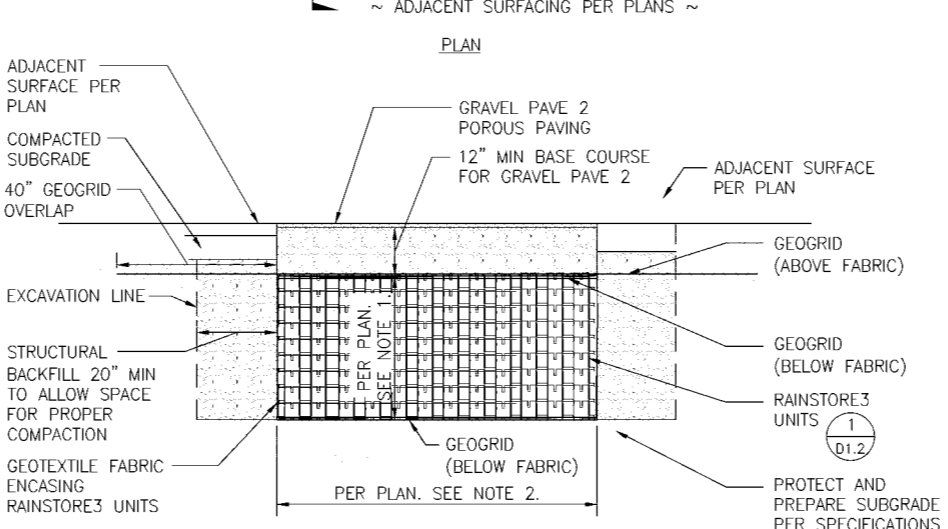 ~ ADJACENT SURFACING PER PLANS ~
PLAN
ADJACENT
SURFACE PER
PLAN
COMPACTED
SUBGRADE
40" GEOGRID
OVERLAP
EXCAVATION LINE
STRUCTURAL
BACKFILL 20" MIN
TO ALLOW SPACE
FOR PROPER
COMPACTION
GEOTEXTILE FABRIC
ENCASING
RAINSTORE3 UNITS
GRAVEL PAVE 2
POROUS PAVING
12" MIN BASE COURSE
FOR GRAVEL PAVE 2
PER PLAN.
SEE NOTE 1.
GEOGRID
(BELOW FABRIC)
PER PLAN. SEE NOTE 2.
ADJACENT SURFACE
PER PLAN
GEOGRID
(ABOVE FABRIC)
GEOGRID
(BELOW FABRIC)
RAINSTORE3
UNITS
1
D1.2
PROTECT AND
PREPARE SUBGRADE
PER SPECIFICATIONS